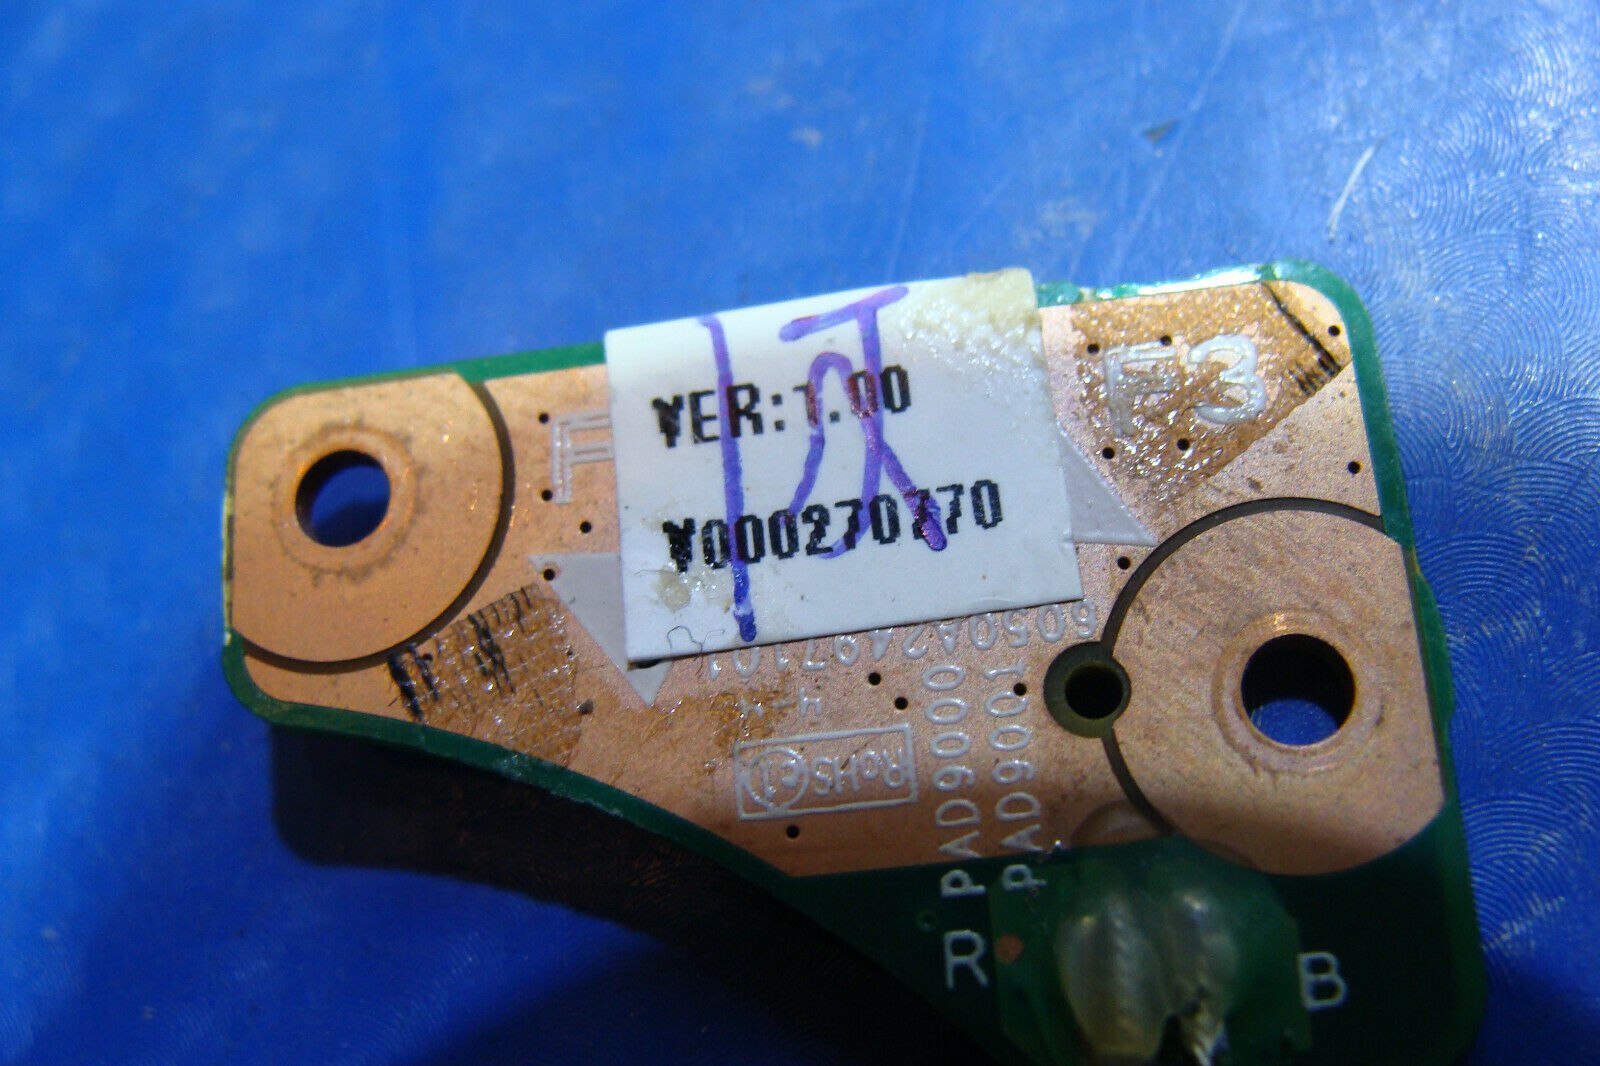 VER:1.00
V000270770
F
F3
6050A2497101
RoHS
PAD9000
PAD9001
R
B